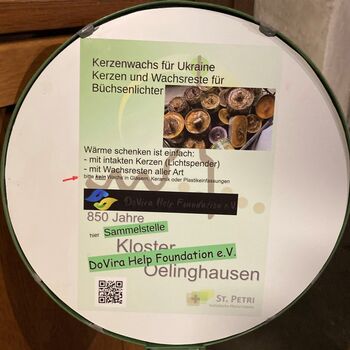 Kerzenwachs für Ukraine
Kerzen und Wachsreste für
Büchsenlichter
Wärme schenken ist einfach:
- mit intakten Kerzen (Lichtspender)
- mit Wachsresten aller Art
bitte kein Wachs in Gläsern, Keramik oder Plastikeinfassungen
DoVira Help Foundation e.V.
850 Jahre
hier Sammelstelle
Kloster
DoVira Help Foundation e.V.
Oelinghausen
ST. PETRI